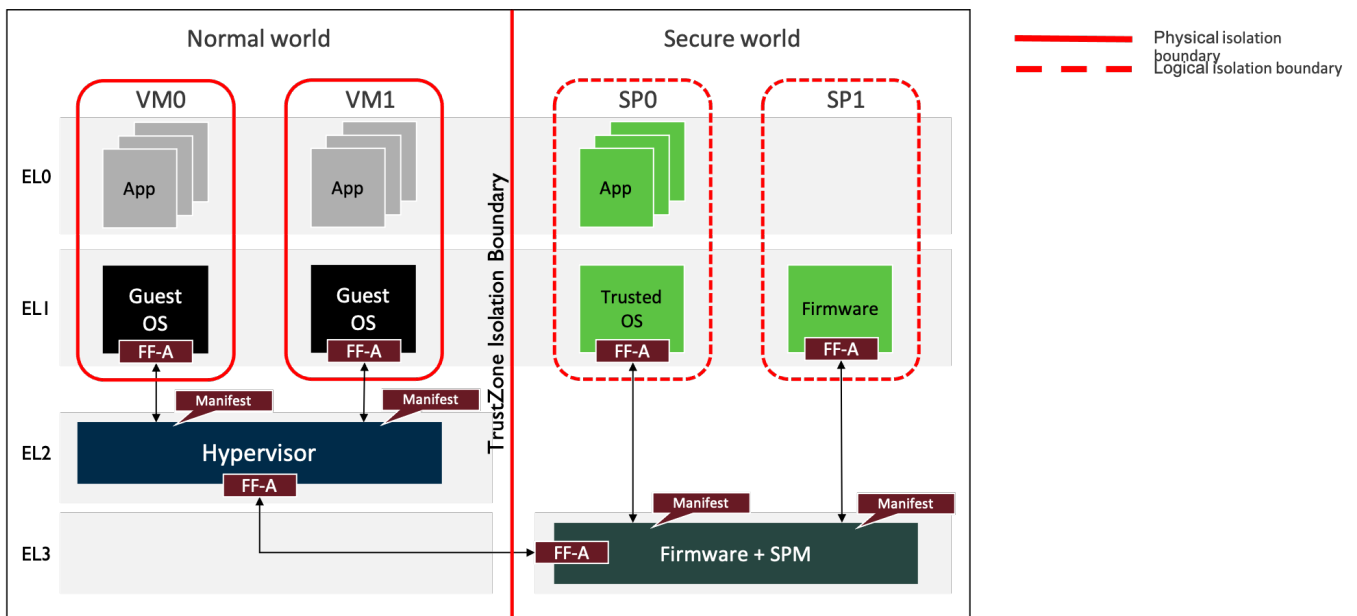 Normal world
Secure world
Physical isolation
boundary
Logical isolation boundary
VM0
VM1
SP0
SP1
EL0
App
App
App
TrustZone Isolation Boundary
EL1
Guest
OS
FF-A
Guest
OS
FF-A
Trusted
OS
FF-A
Firmware
FF-A
Manifest
Manifest
EL2
Hypervisor
FF-A
Manifest
Manifest
EL3
FF-A
Firmware + SPM